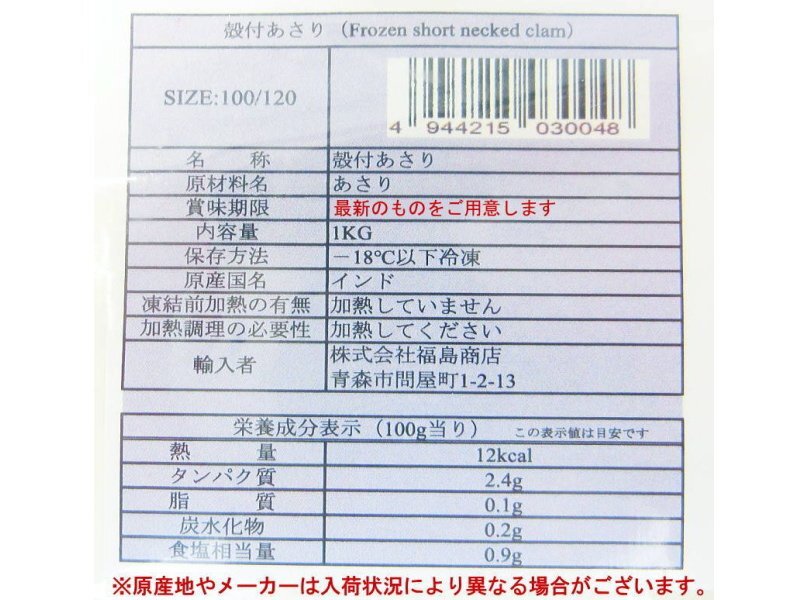 殻付あさり（Frozen short necked clam）
SIZE:100/120
4 944215 030048
名 称 殻付あさり
原材料名 あさり
賞味期限 最新のものをご用意します
内容量 1KG
保存方法 －18℃以下冷凍
原産国名 インド
凍結前加熱の有無 加熱していません
加熱調理の必要性 加熱してください
輸入者 株式会社福島商店
青森市問屋町1-2-13
栄養成分表示（100g当り） この表示値は目安です
熱 量 12kcal
タンパク質 2.4g
脂 質 0.1g
炭水化物 0.2g
食塩相当量 0.9g
※原産地やメーカーは入荷状況により異なる場合がございます。